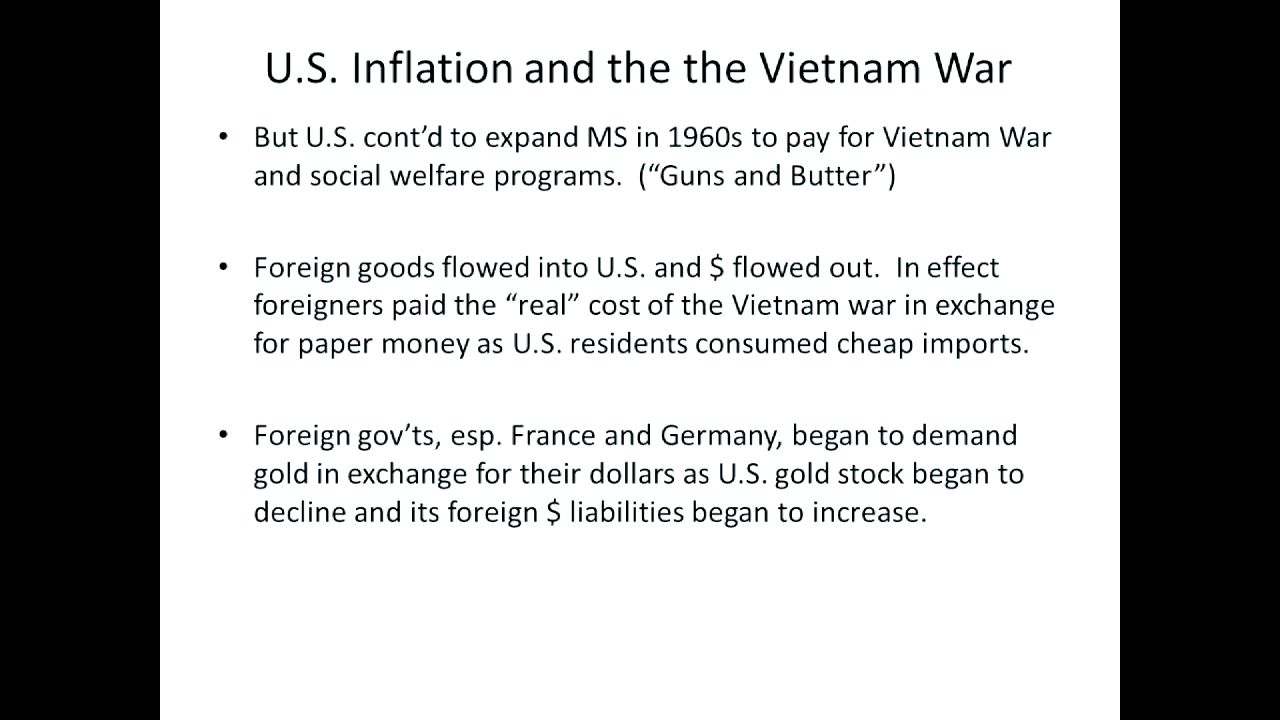 U.S. Inflation and the the Vietnam War
• But U.S. cont’d to expand MS in 1960s to pay for Vietnam War
and social welfare programs.  (“Guns and Butter”)
• Foreign goods flowed into U.S. and $ flowed out.  In effect
foreigners paid the “real” cost of the Vietnam war in exchange
for paper money as U.S. residents consumed cheap imports.
• Foreign gov’ts, esp. France and Germany, began to demand
gold in exchange for their dollars as U.S. gold stock began to
decline and its foreign $ liabilities began to increase.